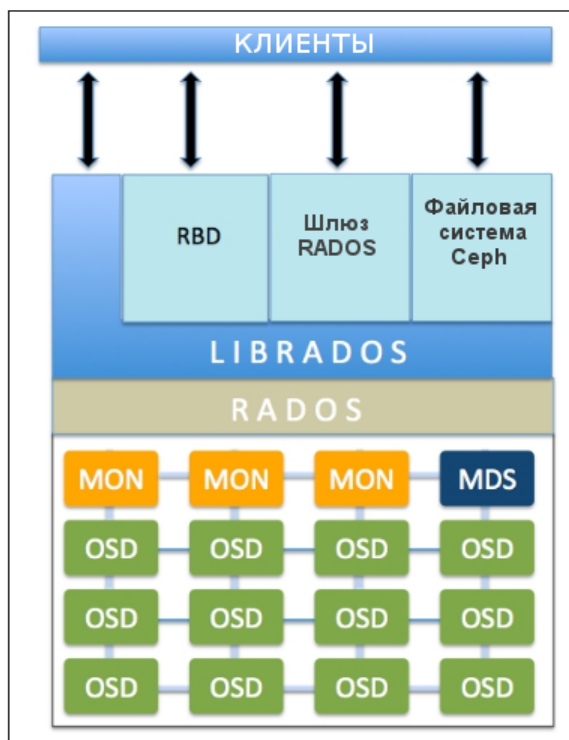 КЛИЕНТЫ
RBD
Шлюз
RADOS
Файловая
система
Ceph
LIBRADOS
RADOS
MON MON MON MDS
OSD OSD OSD OSD
OSD OSD OSD OSD
OSD OSD OSD OSD